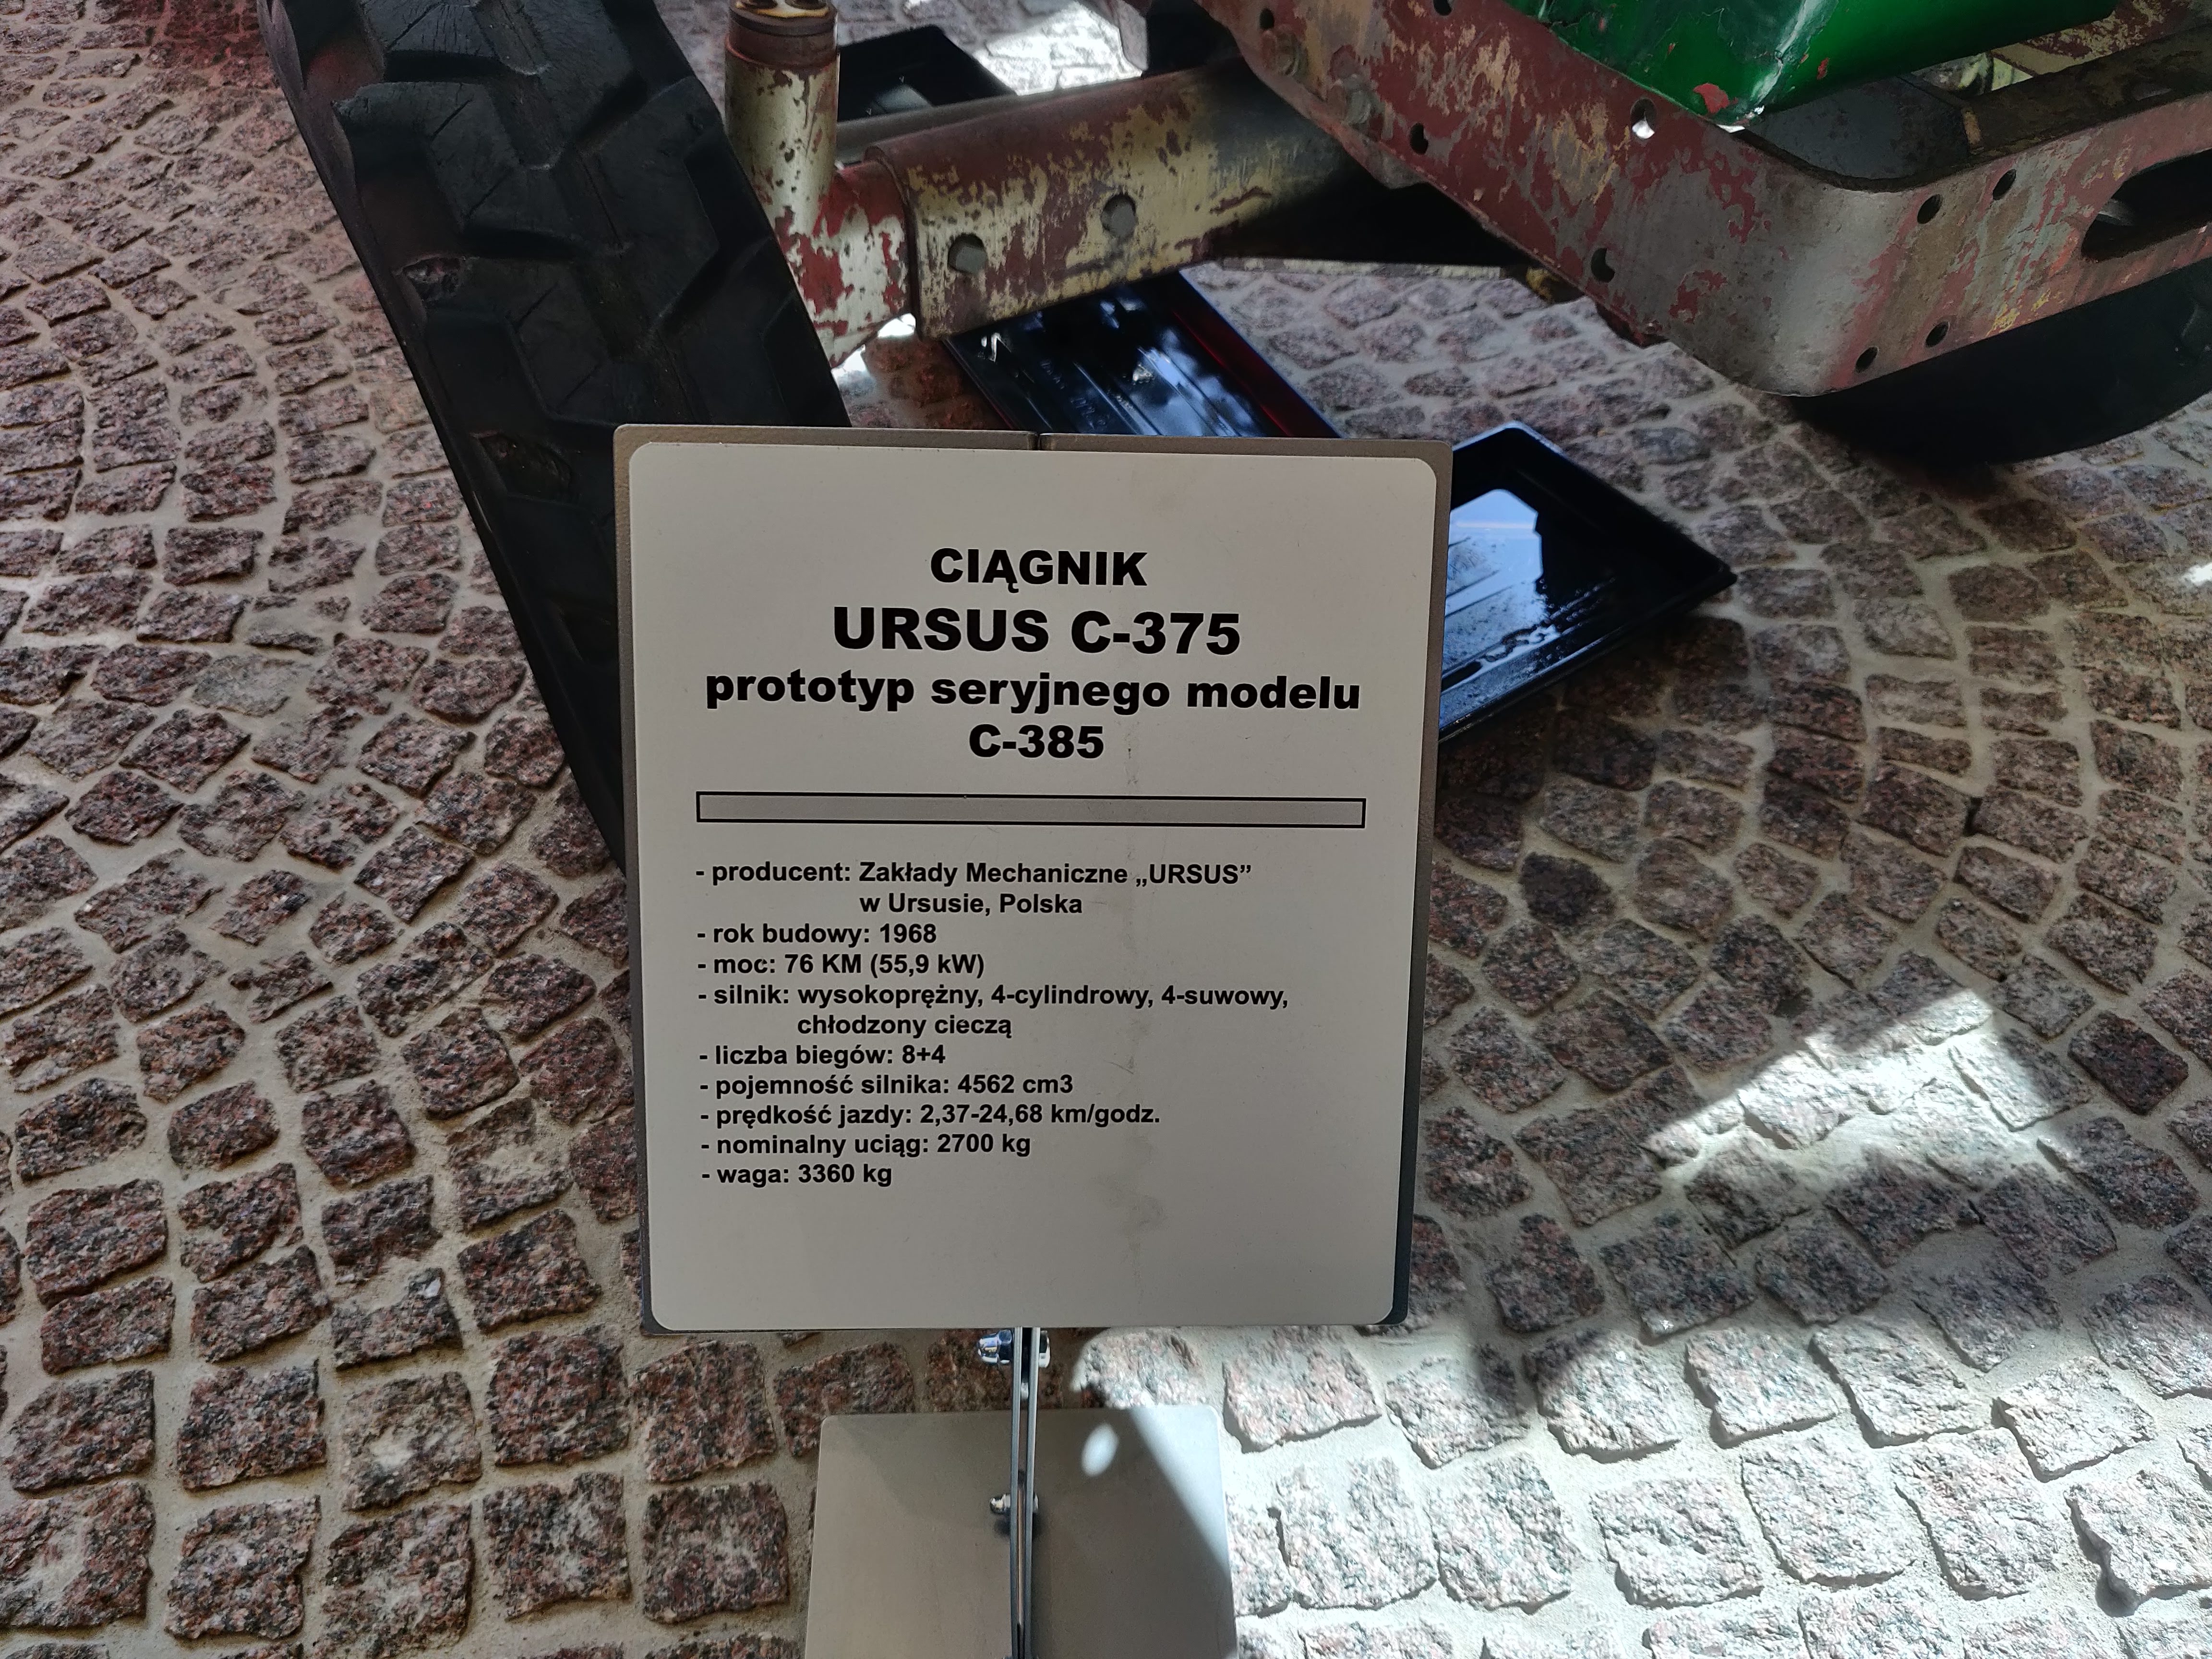 CIĄGNIK
URSUS C-375
prototyp seryjnego modelu
C-385
- producent: Zakłady Mechaniczne „URSUS”
w Ursusie, Polska
- rok budowy: 1968
- moc: 76 KM (55,9 kW)
- silnik: wysokoprężny, 4-cylindrowy, 4-suwowy,
chłodzony cieczą
- liczba biegów: 8+4
- pojemność silnika: 4562 cm3
- prędkość jazdy: 2,37-24,68 km/godz.
- nominalny uciąg: 2700 kg
- waga: 3360 kg